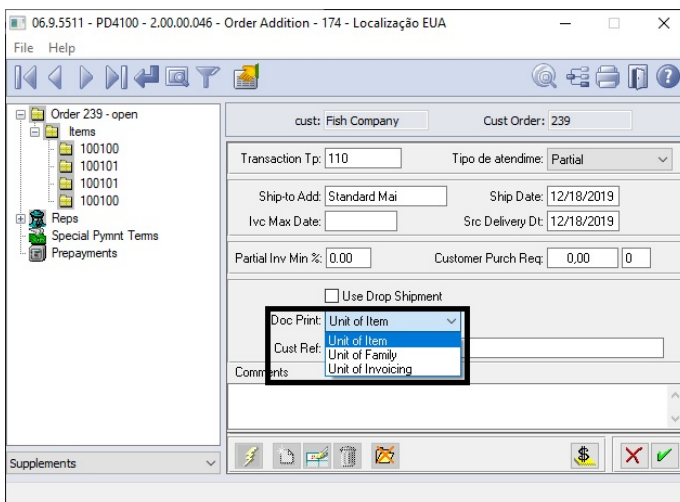 06.9.5511 - PD4100 - 2.00.00.046 - Order Addition - 174 - Localização EUA
File Help
Order 239 - open
Items
100100
100101
100101
100100
Reps
Special Pymnt Terms
Prepayments
Supplements
cust: Fish Company Cust Order: 239
Transaction Tp: 110 Tipo de atendime: Partial
Ship-to Add: Standard Mai Ship Date: 12/18/2019
Ivc Max Date: Src Delivery Dt: 12/18/2019
Partial Inv Min %: 0.00 Customer Purch Req: 0,00 0
Use Drop Shipment
Doc Print: Unit of Item
Unit of Item
Cust Ref: Unit of Family
Unit of Invoicing
Comments